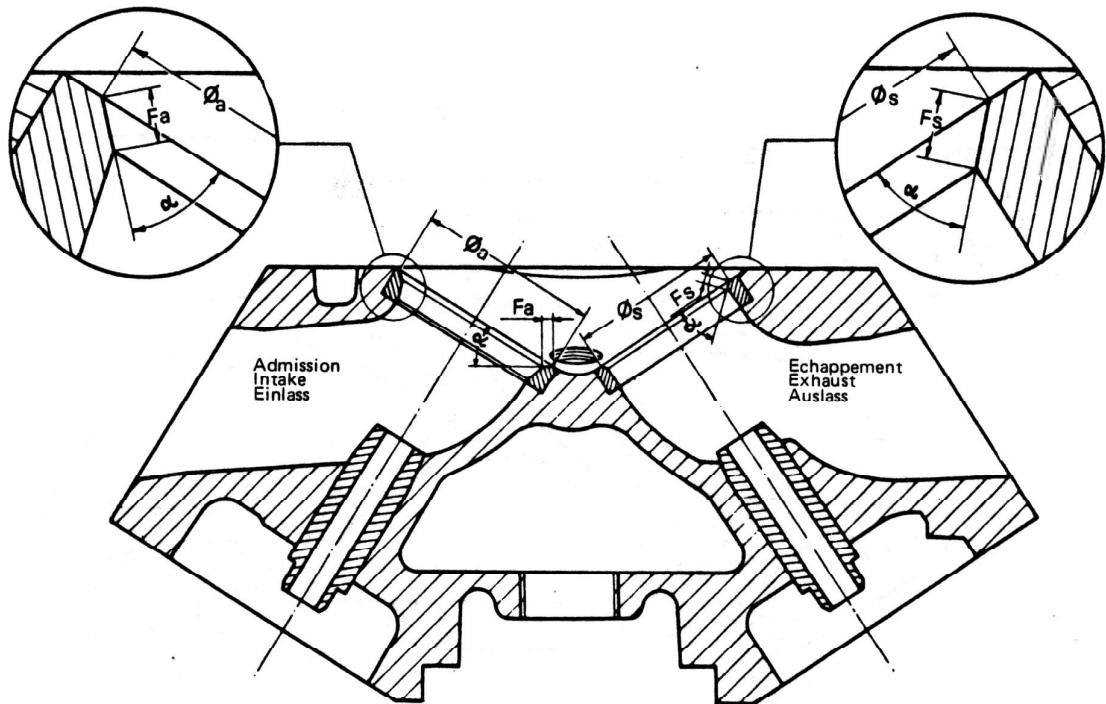 Øa
Fa
α
Øs
Fs
α
Øa
Fa
α
Øs
Fs
α
Admission
Intake
Einlass
Echappement
Exhaust
Auslass